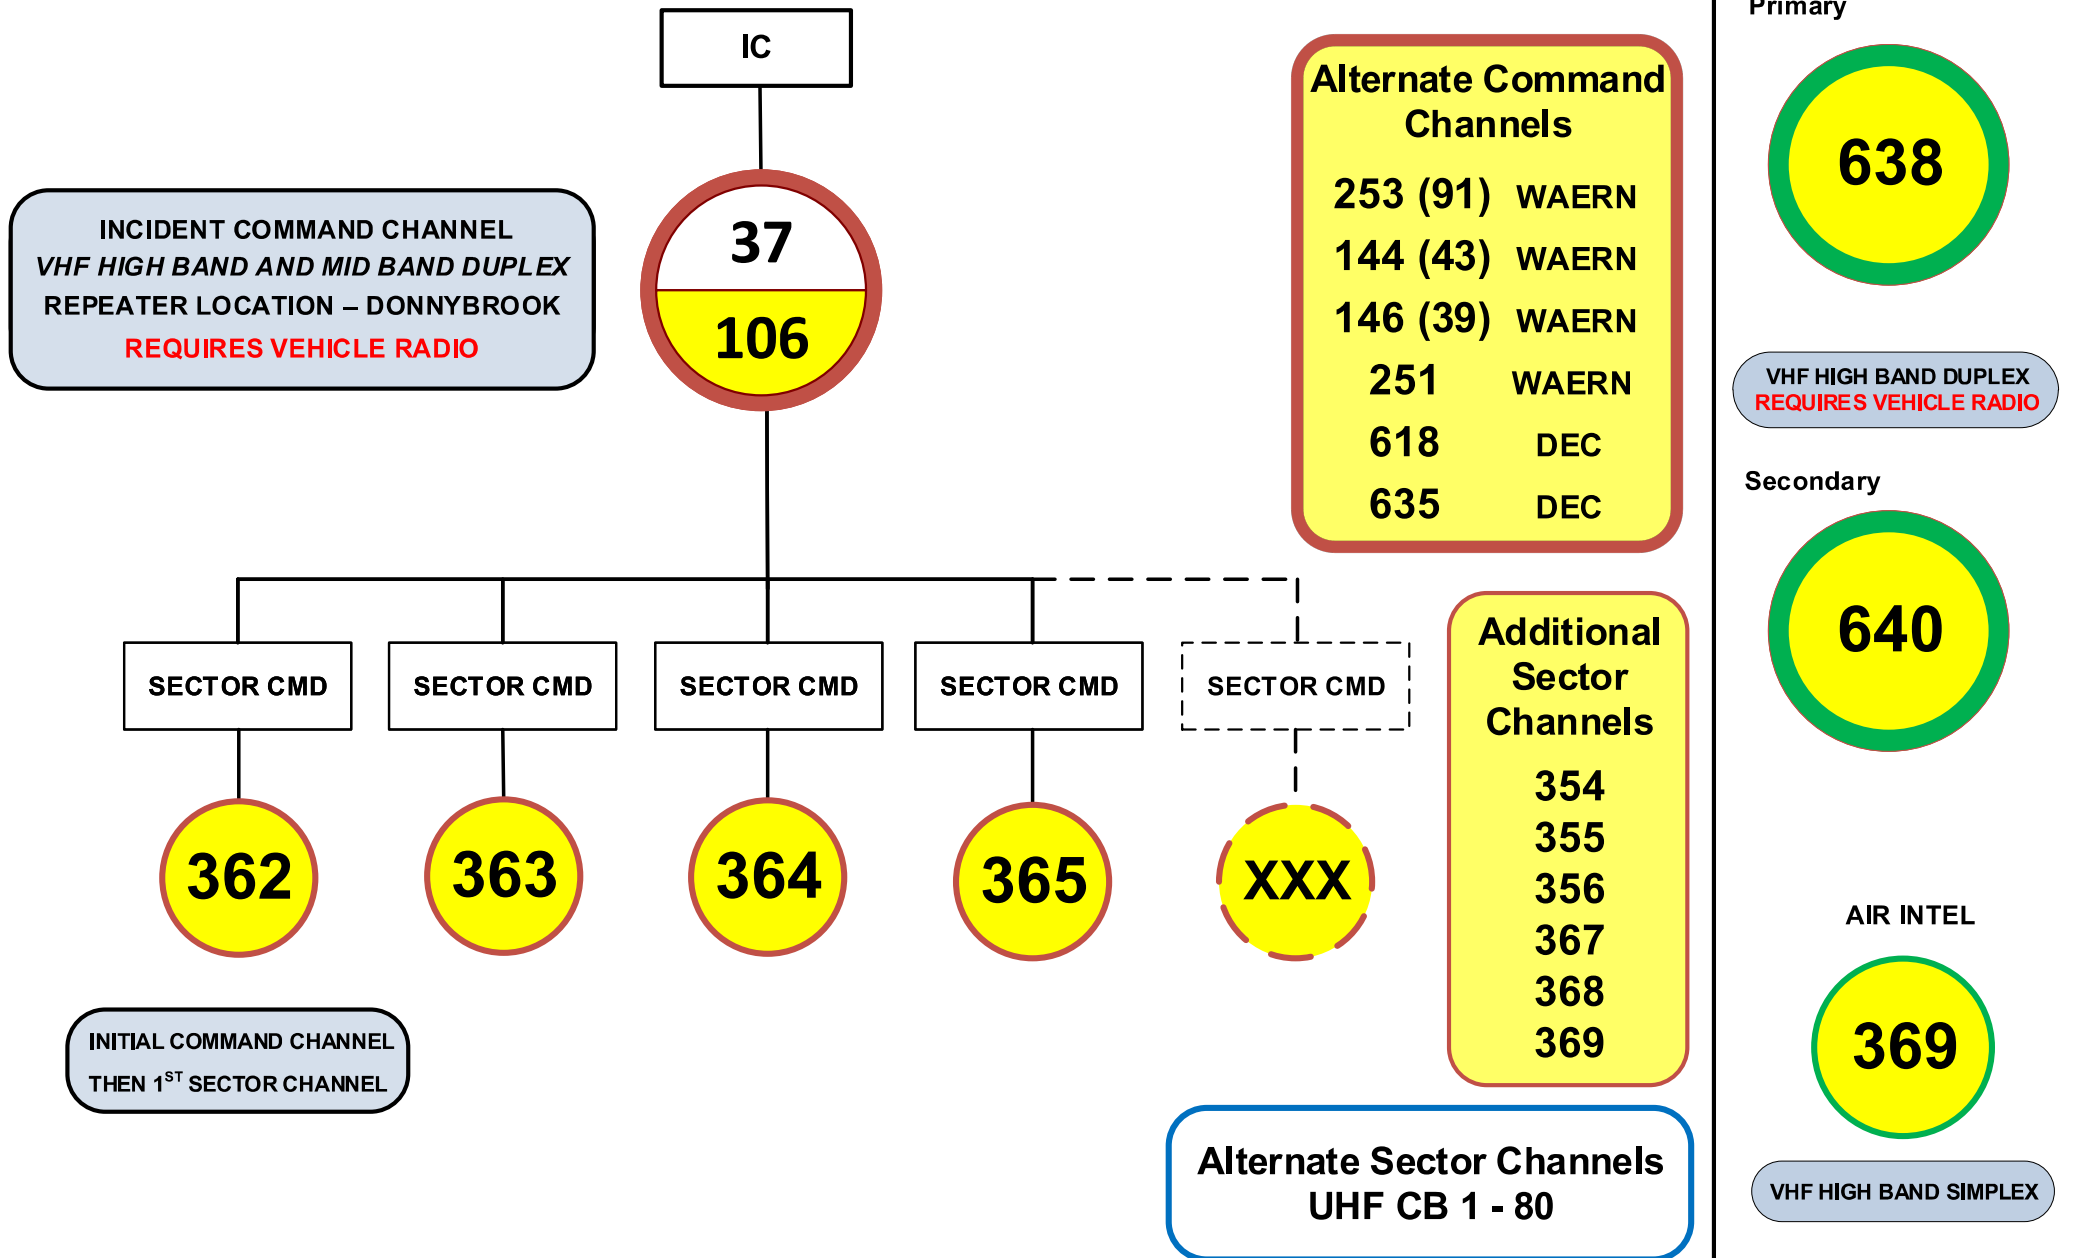 IC
INCIDENT COMMAND CHANNEL
VHF HIGH BAND AND MID BAND DUPLEX
REPEATER LOCATION – DONNYBROOK
REQUIRES VEHICLE RADIO
37
106
SECTOR CMD
SECTOR CMD
SECTOR CMD
SECTOR CMD
SECTOR CMD
362
363
364
365
XXX
INITIAL COMMAND CHANNEL
THEN 1ST SECTOR CHANNEL
Alternate Command
Channels
253 (91) WAERN
144 (43) WAERN
146 (39) WAERN
251 WAERN
618 DEC
635 DEC
Additional
Sector
Channels
354
355
356
367
368
369
Alternate Sector Channels
UHF CB 1 - 80
Primary
638
VHF HIGH BAND DUPLEX
REQUIRES VEHICLE RADIO
Secondary
640
AIR INTEL
369
VHF HIGH BAND SIMPLEX